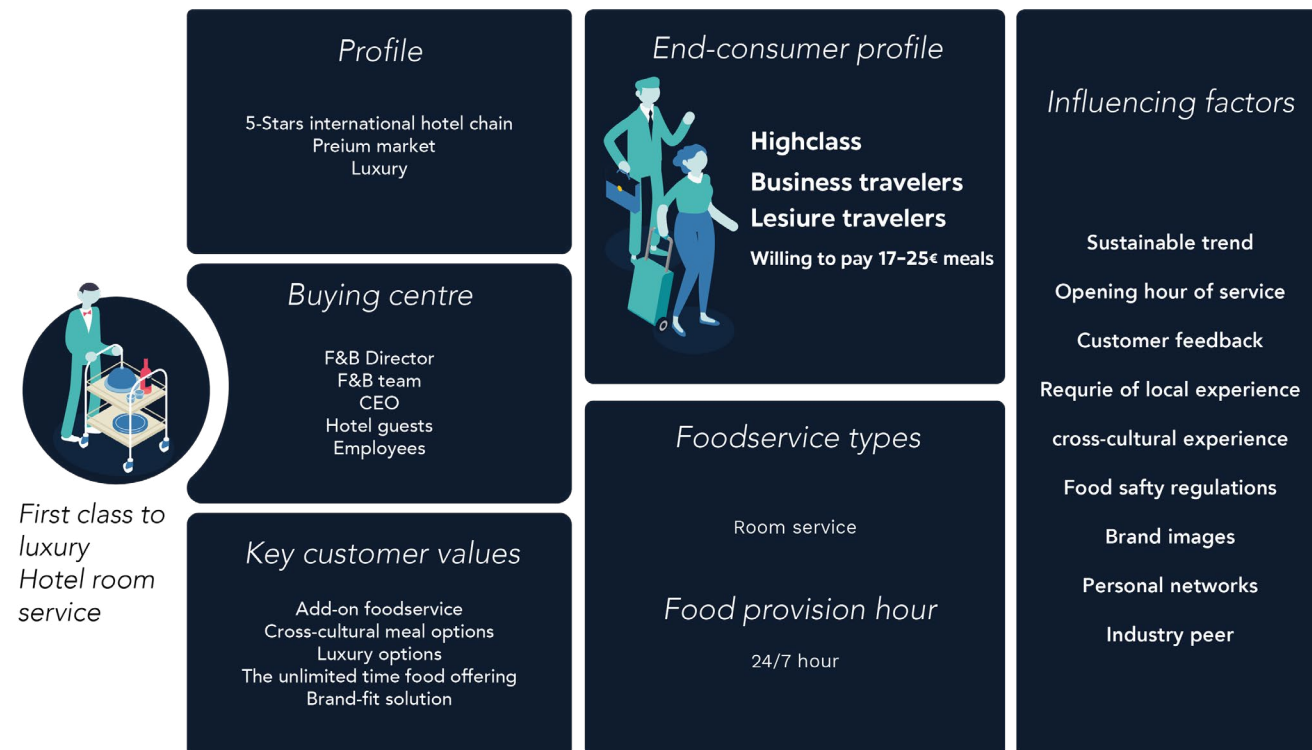 First class to
luxury
Hotel room
service
Profile
5-Stars international hotel chain
Preium market
Luxury
Buying centre
F&B Director
F&B team
CEO
Hotel guests
Employees
Key customer values
Add-on foodservice
Cross-cultural meal options
Luxury options
The unlimited time food offering
Brand-fit solution
End-consumer profile
Highclass
Business travelers
Lesiure travelers
Willing to pay 17-25€ meals
Foodservice types
Room service
Food provision hour
24/7 hour
Influencing factors
Sustainable trend
Opening hour of service
Customer feedback
Requrie of local experience
cross-cultural experience
Food safty regulations
Brand images
Personal networks
Industry peer